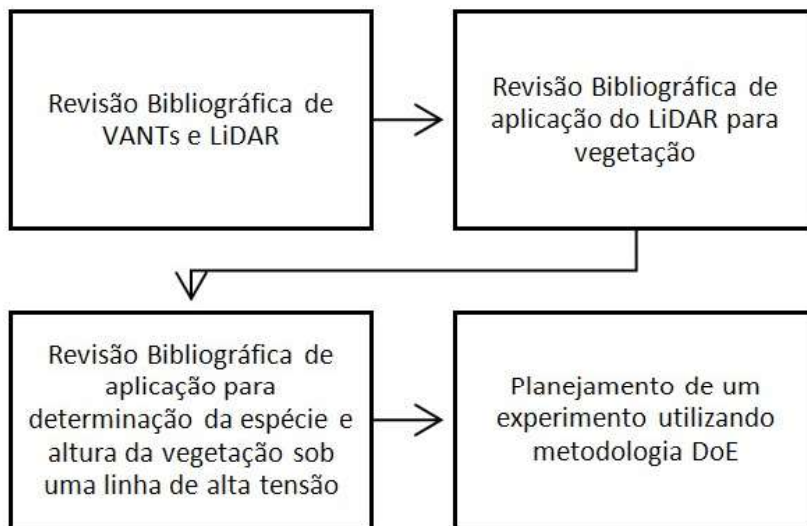 Revisão Bibliográfica de
VANTs e LiDAR
Revisão Bibliográfica de
aplicação do LiDAR para
vegetação
Revisão Bibliográfica de
aplicação para
determinação da espécie e
altura da vegetação sob
uma linha de alta tensão
Planejamento de um
experimento utilizando
metodologia DoE